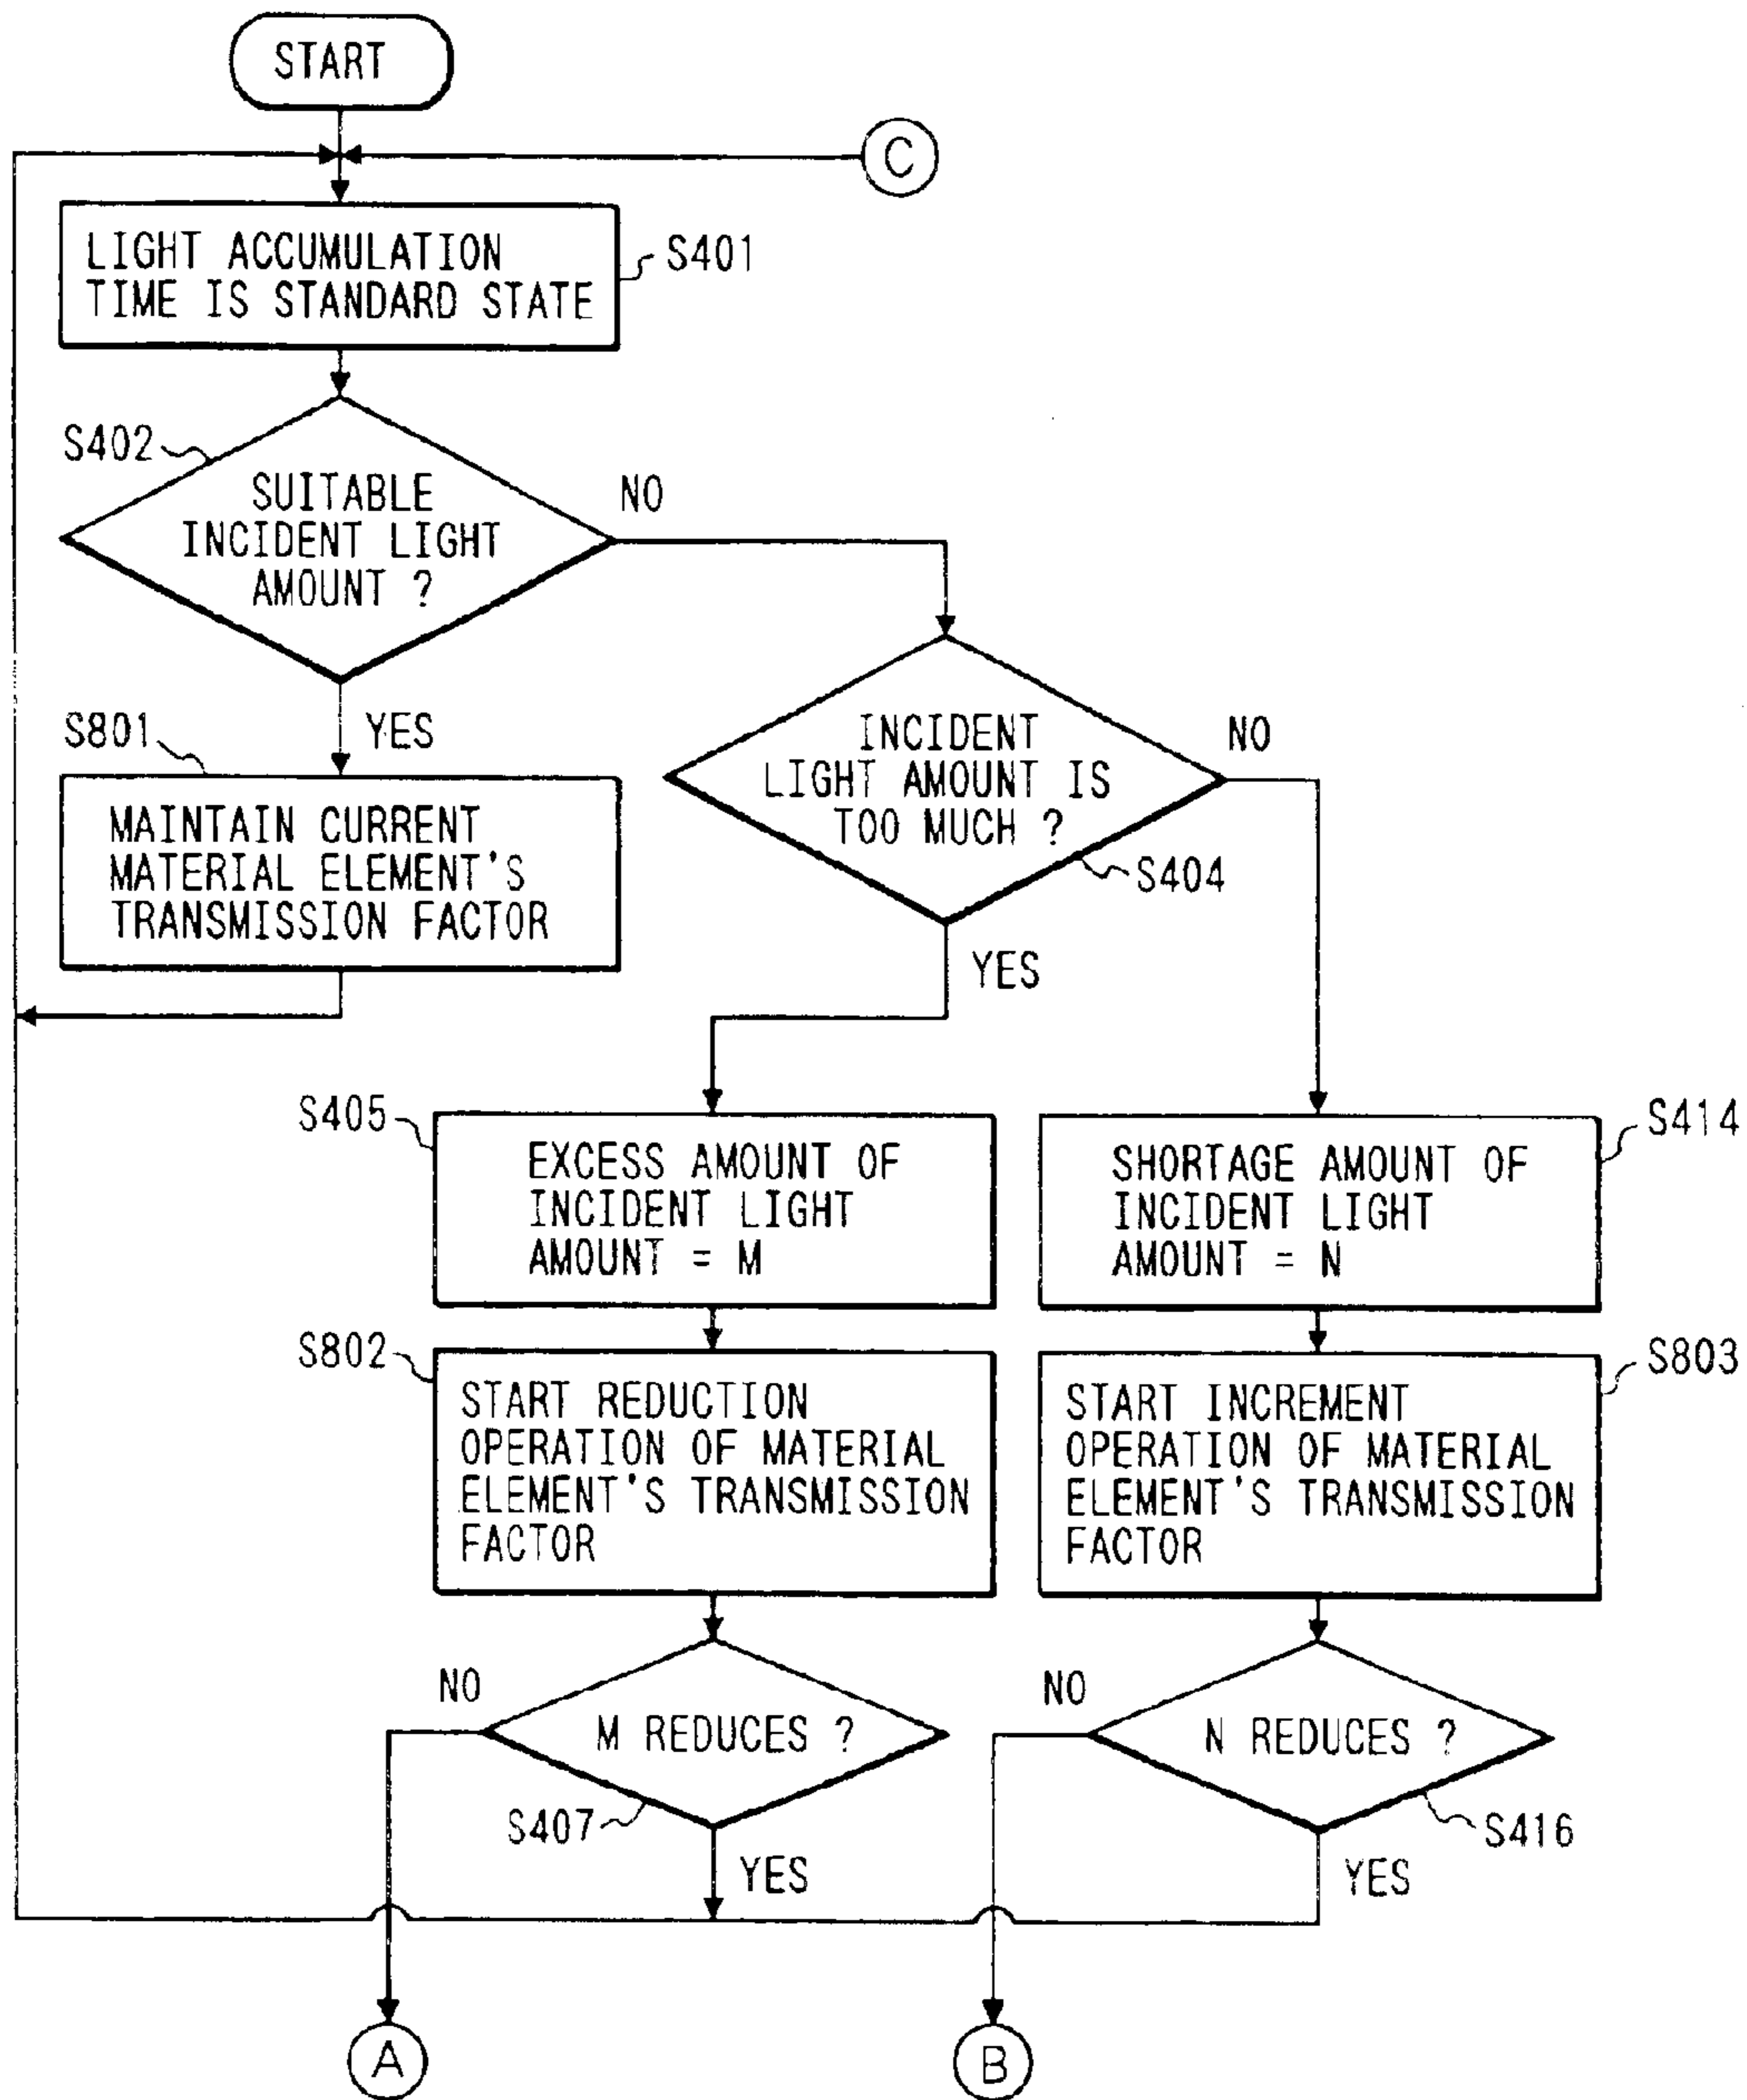 START
C
LIGHT ACCUMULATION
TIME IS STANDARD STATE
S401
S402
SUITABLE
INCIDENT LIGHT
AMOUNT ?
NO
YES
S801
MAINTAIN CURRENT
MATERIAL ELEMENT'S
TRANSMISSION FACTOR
INCIDENT
LIGHT AMOUNT IS
TOO MUCH ?
NO
S404
YES
S405
EXCESS AMOUNT OF
INCIDENT LIGHT
AMOUNT = M
S414
SHORTAGE AMOUNT OF
INCIDENT LIGHT
AMOUNT = N
S802
START REDUCTION
OPERATION OF MATERIAL
ELEMENT'S TRANSMISSION
FACTOR
S803
START INCREMENT
OPERATION OF MATERIAL
ELEMENT'S TRANSMISSION
FACTOR
NO
M REDUCES ?
S407
YES
NO
N REDUCES ?
S416
YES
A
B